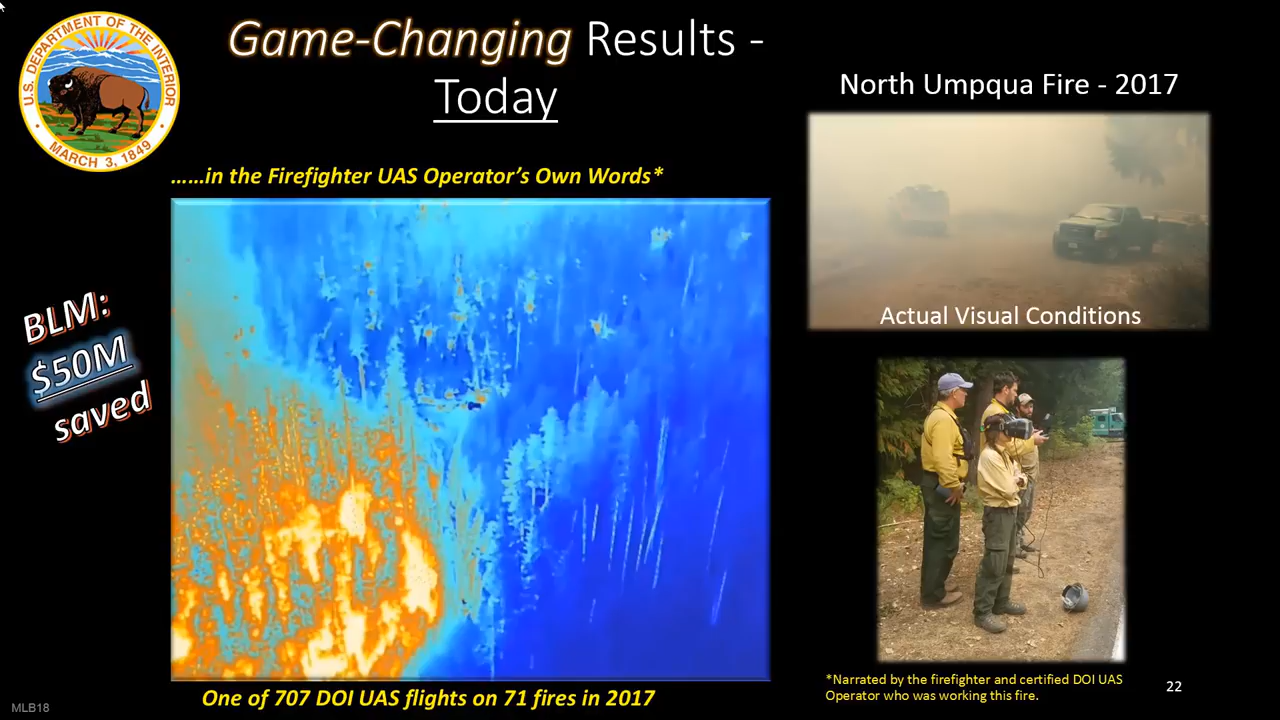 U.S. DEPARTMENT OF THE INTERIOR
MARCH 3, 1849
Game-Changing Results -
Today
……in the Firefighter UAS Operator’s Own Words*
BLM:
$50M
saved
One of 707 DOI UAS flights on 71 fires in 2017
North Umpqua Fire - 2017
Actual Visual Conditions
*Narrated by the firefighter and certified DOI UAS
Operator who was working this fire.
22
MLB18